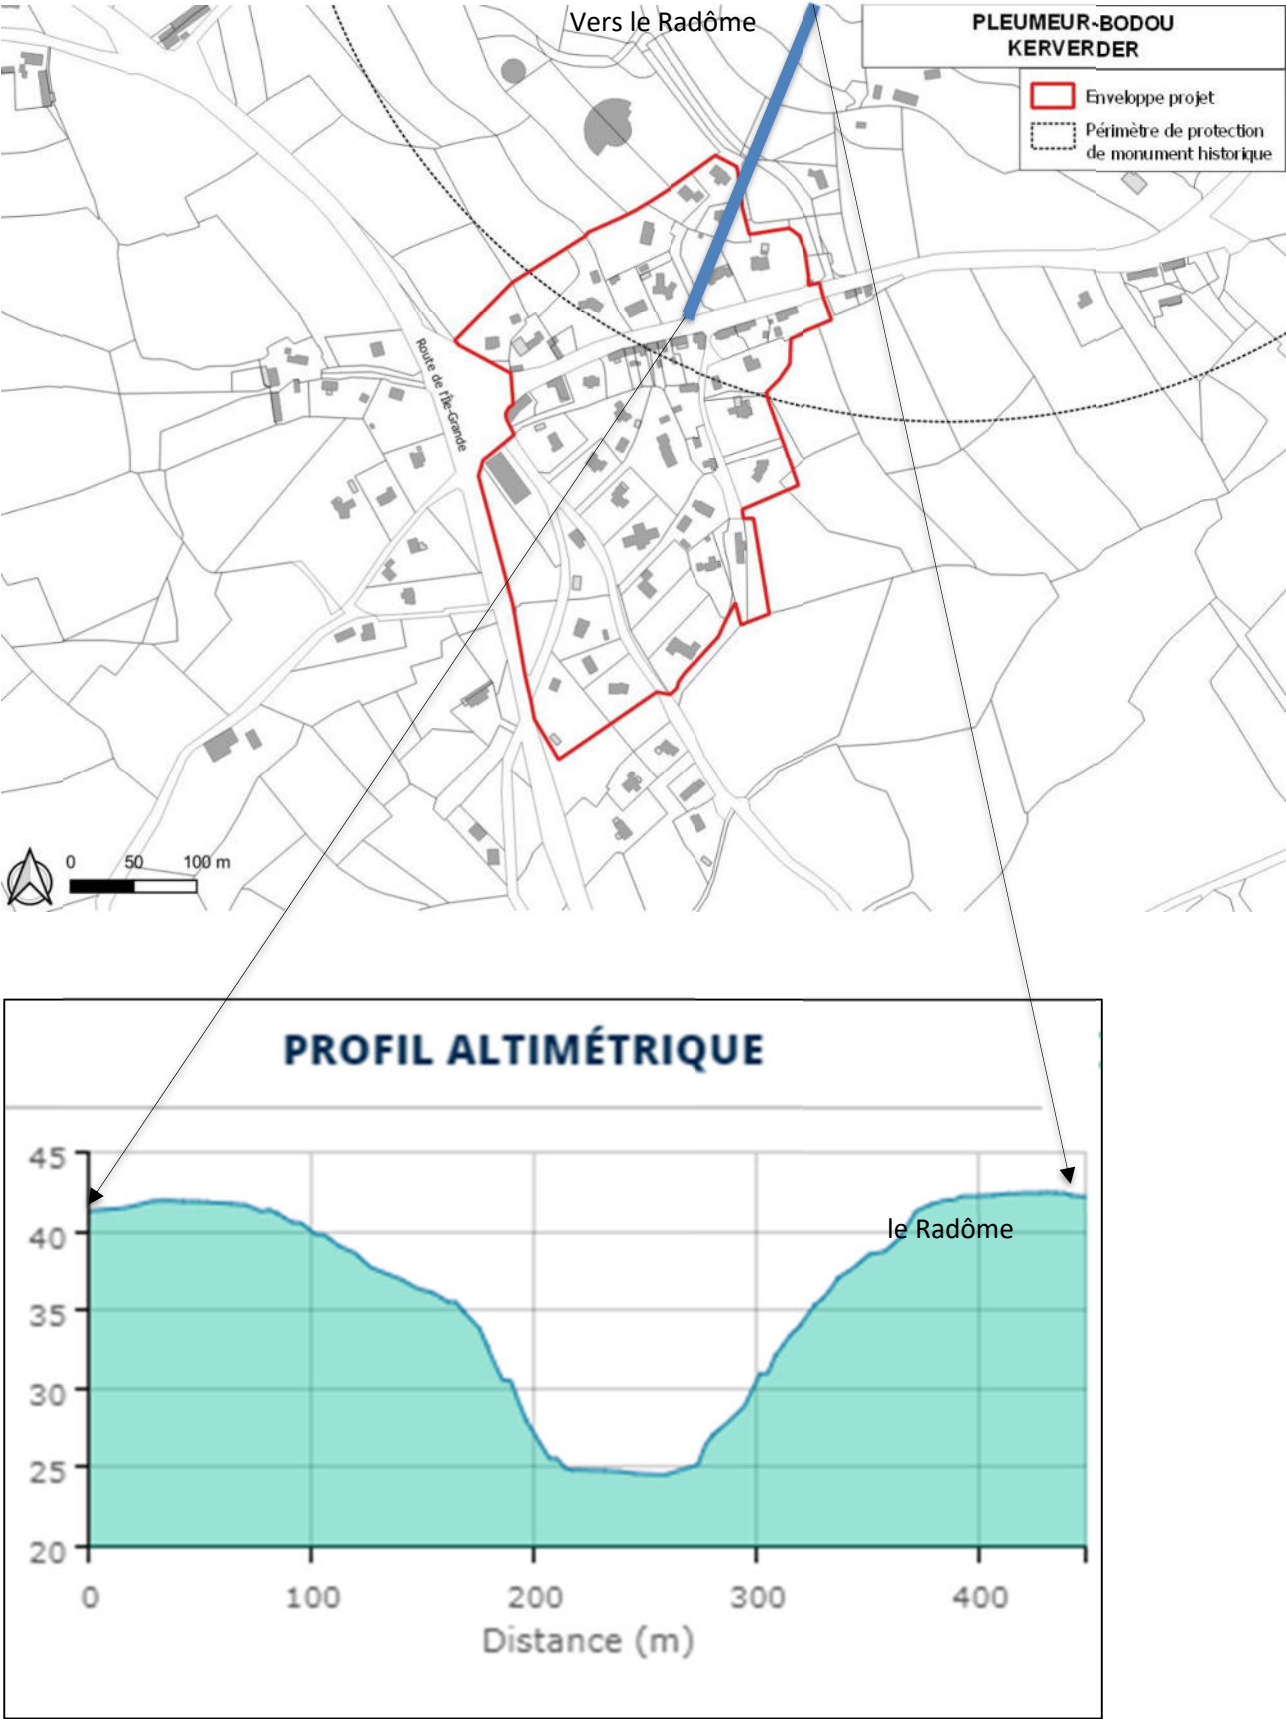 Vers le Radôme
PLEUMEUR-BODOU
KERVERDER
Enveloppe projet
Périmètre de protection
de monument historique
Route de l'Île-Grande
0 50 100 m
PROFIL ALTIMÉTRIQUE
45
40
35
30
25
20
le Radôme
0 100 200 300 400
Distance (m)